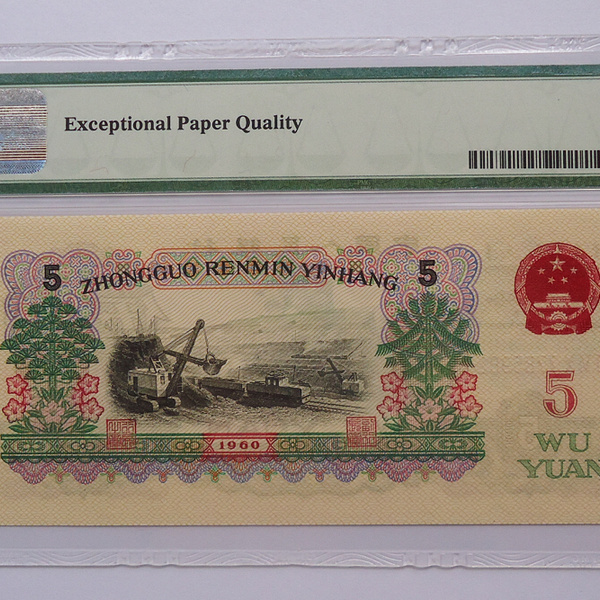 Exceptional Paper Quality
5 ZHONGGUO RENMIN YINHANG 5
5
WU
YUAN
1960